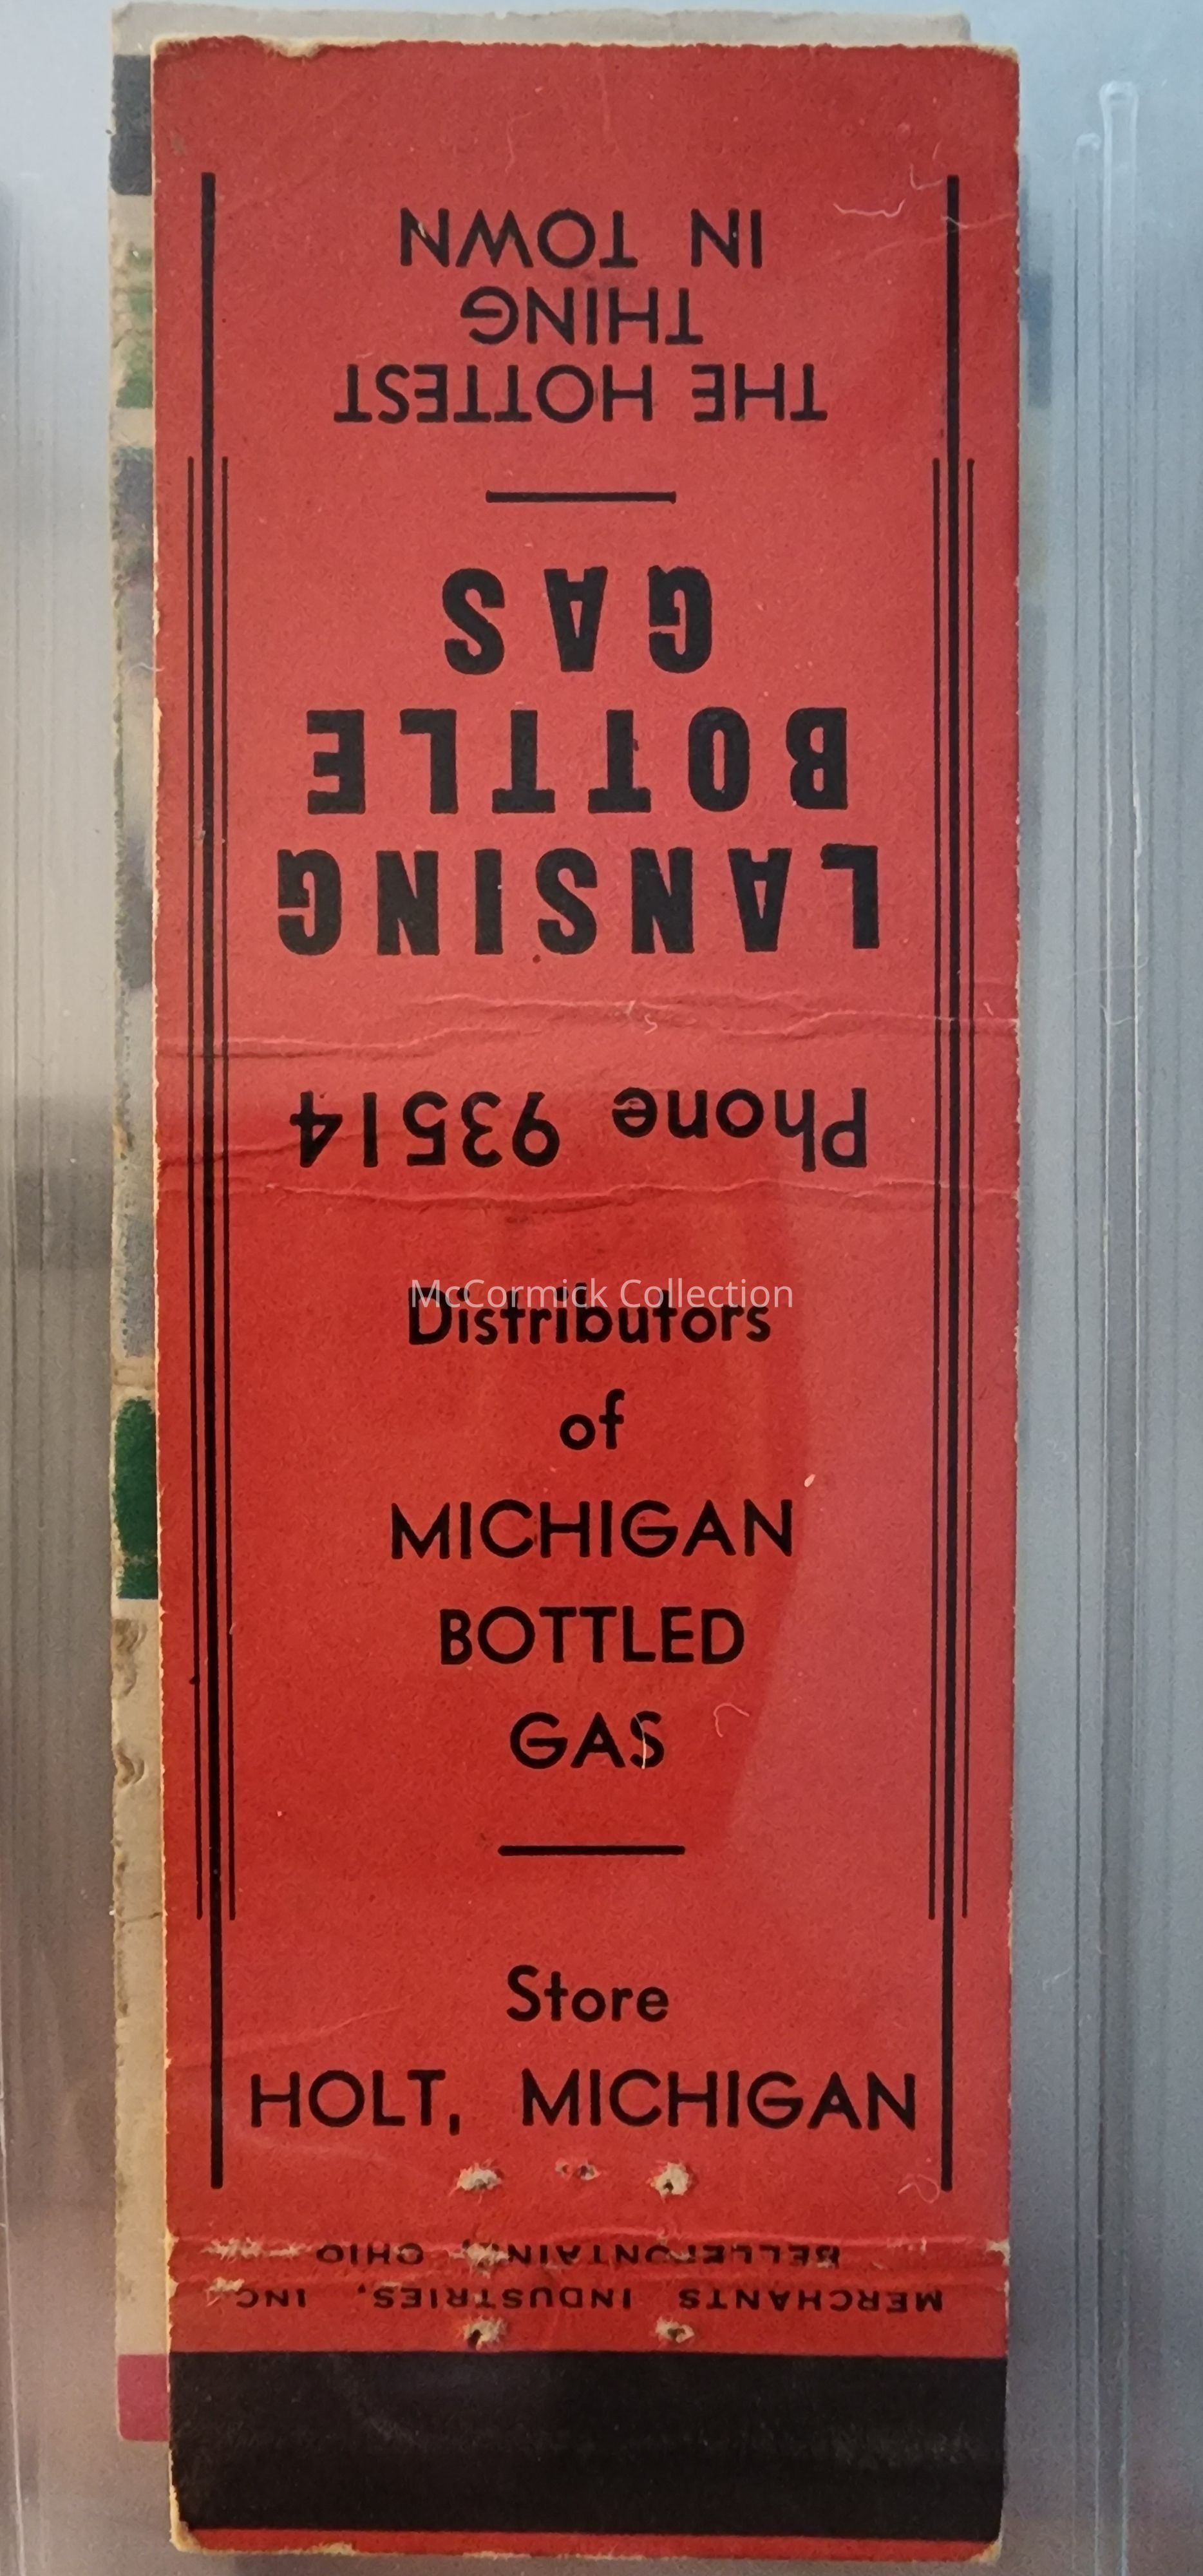 LANSING
BOTTLE
GAS
THE HOTTEST
THING
IN TOWN
Phone 93514
Distributors
of
MICHIGAN
BOTTLED
GAS
Store
HOLT, MICHIGAN
MERCHANTS INDUSTRIES, INC.
BELLEFONTAINE, OHIO
McCormick Collection